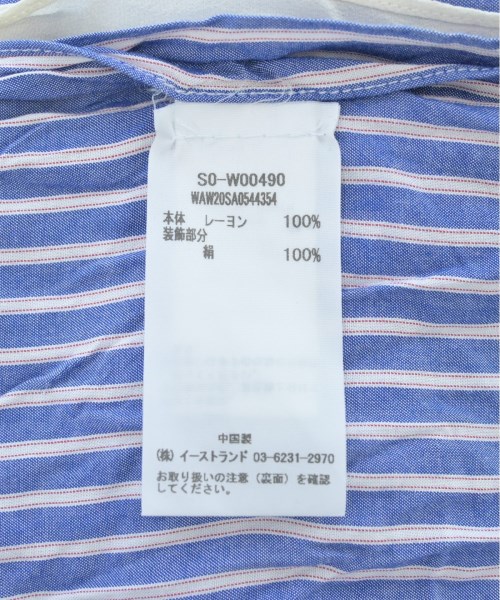 SO-W00490
WAW20SA0544354
本体 レーヨン 100%
装飾部分
絹 100%
中国製
(株) イーストランド 03-6231-2970
お取り扱いの注意 (裏面) を確認
してください。